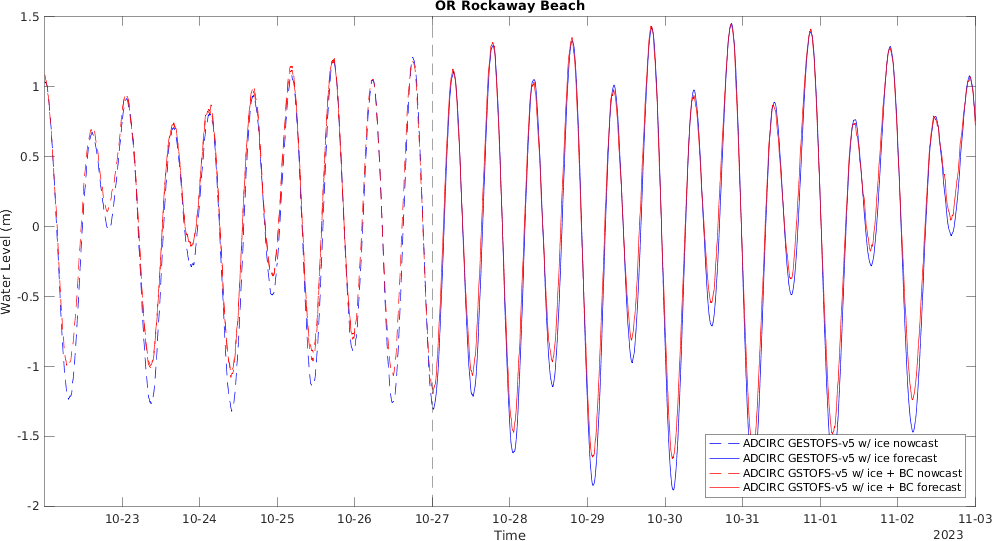 OR Rockaway Beach
1.5
1
0.5
0
-0.5
-1
-1.5
-2
Water Level (m)
ADCIRC GESTOFS-v5 w/ ice nowcast
ADCIRC GESTOFS-v5 w/ ice forecast
ADCIRC GSTOFS-v5 w/ ice + BC nowcast
ADCIRC GSTOFS-v5 w/ ice + BC forecast
10-23 10-24 10-25 10-26 10-27 10-28 10-29 10-30 10-31 11-01 11-02 11-03
Time
2023